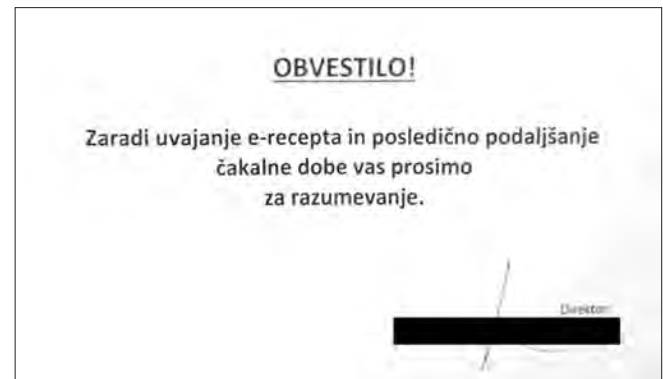 OBVESTILO!
Zaradi uvajanje e-recepta in posledično podaljšanje
čakalne dobe vas prosimo
za razumevanje.
Direktor: